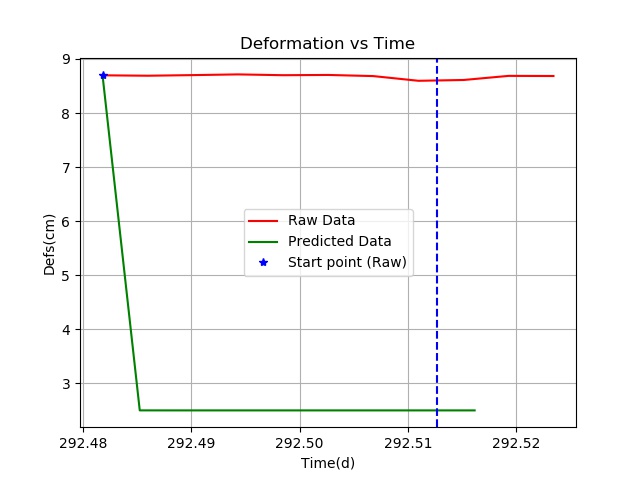 Deformation vs Time
Defs(cm)
9
8
7
6
5
4
3
Raw Data
Predicted Data
Start point (Raw)
292.48 292.49 292.50 292.51 292.52
Time(d)